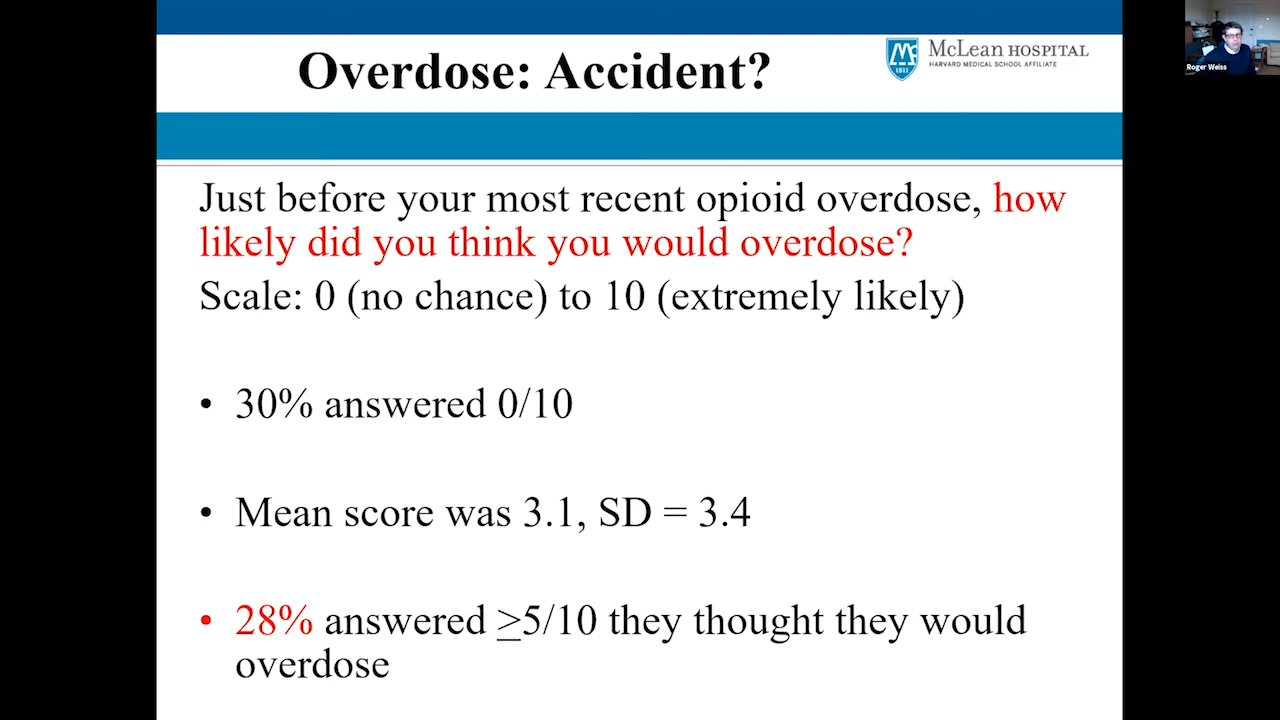 Overdose: Accident?
McLEAN HOSPITAL
HARVARD MEDICAL SCHOOL AFFILIATE
1811
Roger Weiss
Just before your most recent opioid overdose, how
likely did you think you would overdose?
Scale: 0 (no chance) to 10 (extremely likely)
• 30% answered 0/10
• Mean score was 3.1, SD = 3.4
• 28% answered ≥5/10 they thought they would
overdose